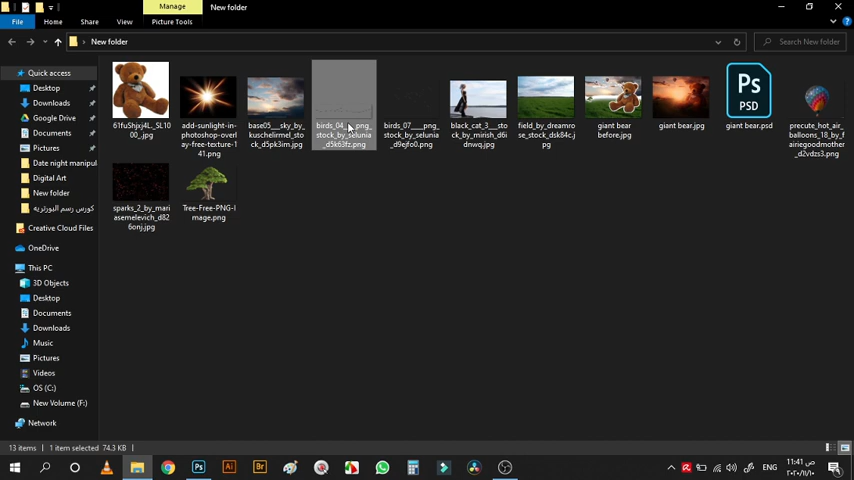 Manage
New folder
File
Home
Share
View
Picture Tools
New folder
Search New folder
Quick access
Desktop
Downloads
Google Drive
Documents
Pictures
Date night manipul
Digital Art
New folder
كورس رسم البورتريه
Creative Cloud Files
OneDrive
This PC
3D Objects
Desktop
Documents
Downloads
Music
Pictures
Videos
OS (C:)
New Volume (F:)
Network
61fuShjxj4L._SL10
00_.jpg
add-sunlight-in-
photoshop-overl
ay-free-texture-1
41.png
base05___sky_by_
kuschelirmel_sto
ck_d5pk3im.jpg
birds_04___png_
stock_by_selunia
_d5k63fz.png
birds_07___png_
stock_by_selunia
_d9ejfo0.png
black_cat_3__sto
ck_by_mirish_d6i
dnwq.jpg
field_by_dreamro
se_stock_dsk84c.j
pg
giant bear
before.jpg
giant bear.jpg
Ps
PSD
giant bear.psd
precute_hot_air_
balloons_18_by_f
airiegoodmother
_d2vdzs3.png
sparks_2_by_mari
asemelevich_d82
6onj.jpg
Tree-Free-PNG-I
mage.png
13 items
1 item selected 74.3 KB
Ps
Ai
Br
ENG
11:41 ص